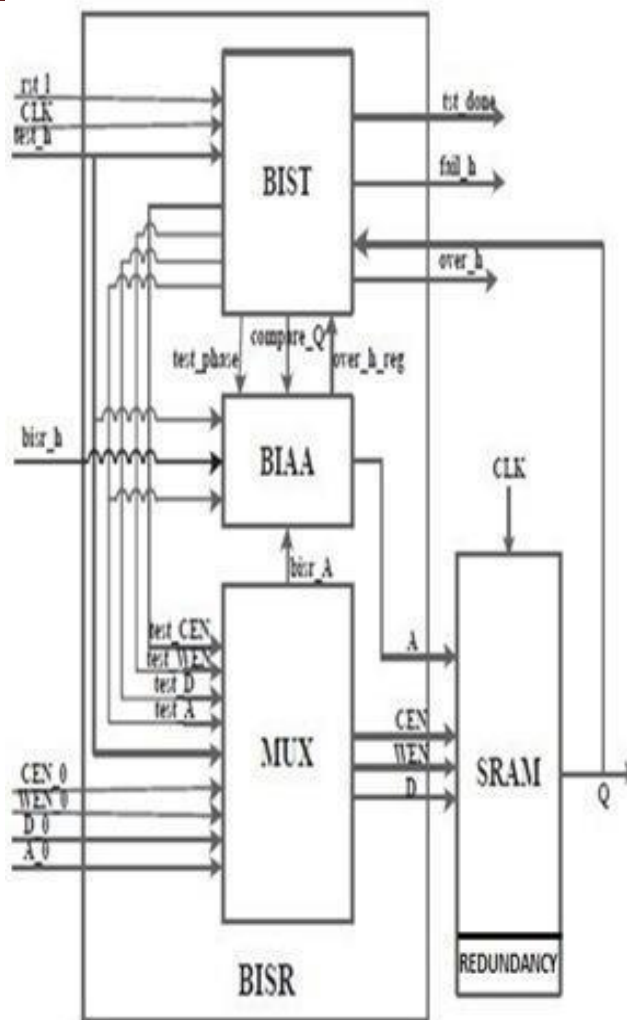 rst_l
CLK
test_h
BIST
tst_done
fail_h
over_h
test_phase
compare_Q
over_h_reg
bisr_h
BIAA
CLK
bisr_A
test_CEN
test_WEN
test_D
test_A
A
MUX
CEN
WEN
D
SRAM
Q
CEN_0
WEN_0
D_0
A_0
REDUNDANCY
BISR